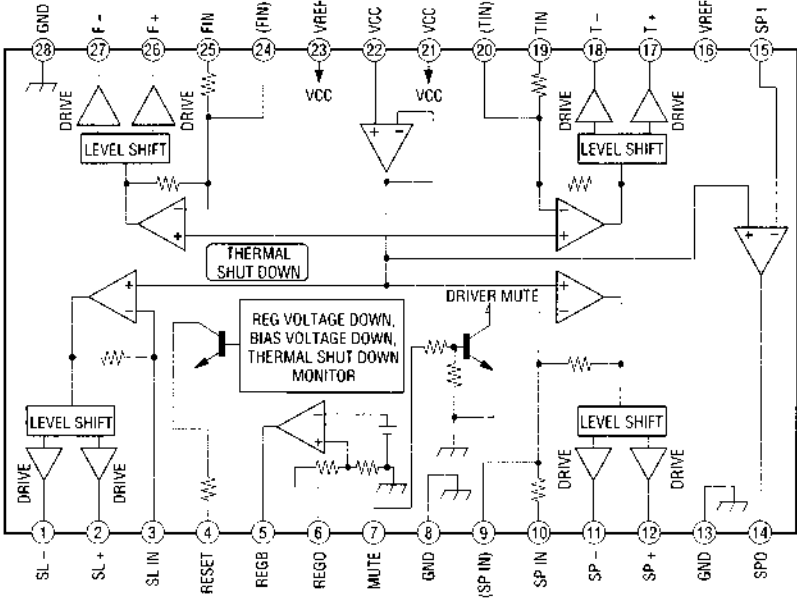 GND
F -
F +
FIN
(FIN)
VREF
VCC
VCC
(TIN)
TIN
T -
T +
VREF
SP I
28
27
26
25
24
23
22
21
20
19
18
17
16
15
VCC
VCC
DRIVE
DRIVE
DRIVE
DRIVE
+
-
LEVEL SHIFT
LEVEL SHIFT
-
+
-
+
+
-
THERMAL
SHUT DOWN
+
-
+
-
DRIVER MUTE
REG VOLTAGE DOWN,
BIAS VOLTAGE DOWN,
THERMAL SHUT DOWN
MONITOR
-
+
LEVEL SHIFT
LEVEL SHIFT
DRIVE
DRIVE
DRIVE
DRIVE
1
2
3
4
5
6
7
8
9
10
11
12
13
14
SL -
SL +
SL IN
RESET
REGB
REGO
MUTE
GND
(SP IN)
SP IN
SP -
SP +
GND
SPO